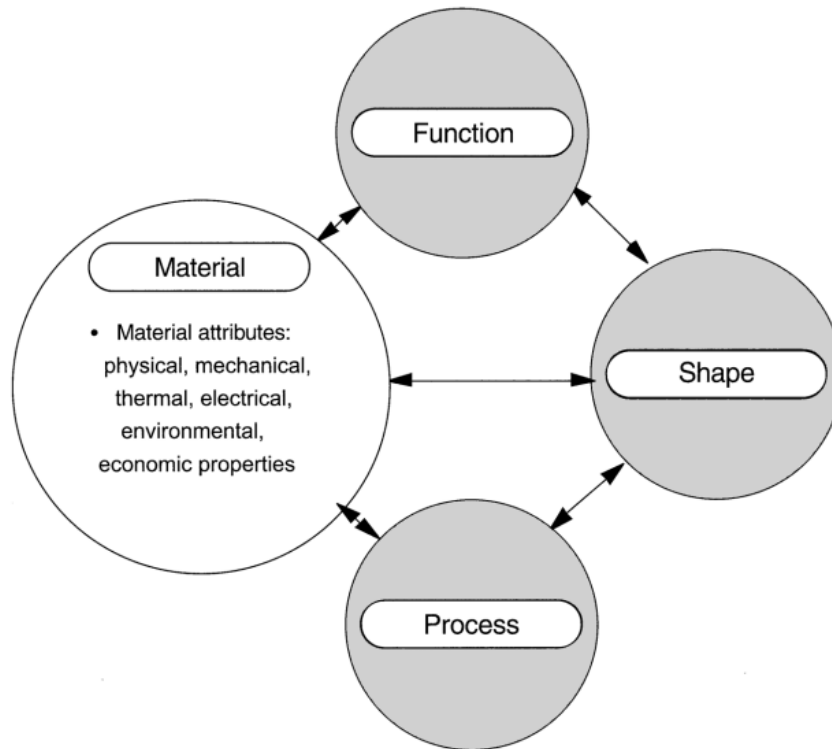 Function
Material
• Material attributes:
physical, mechanical,
thermal, electrical,
environmental,
economic properties
Shape
Process